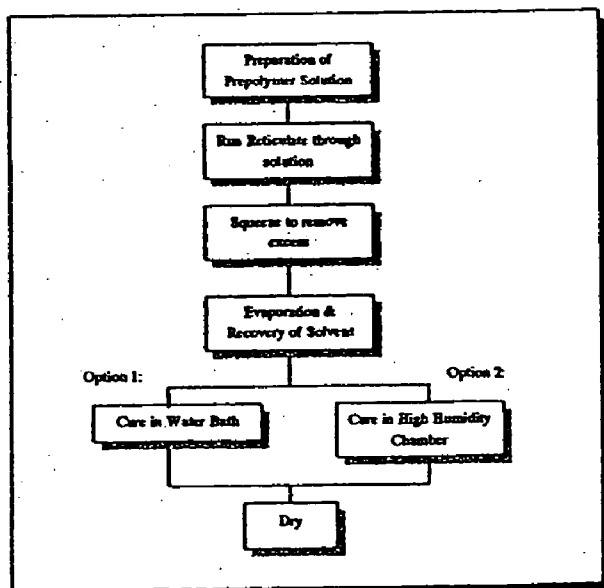 Preparation of
Prepolymer Solution
Run Reticulate through
solution
Squeeze to remove
excess
Evaporation &
Recovery of Solvent
Option 1:
Option 2:
Cure in Water Bath
Cure in High Humidity
Chamber
Dry